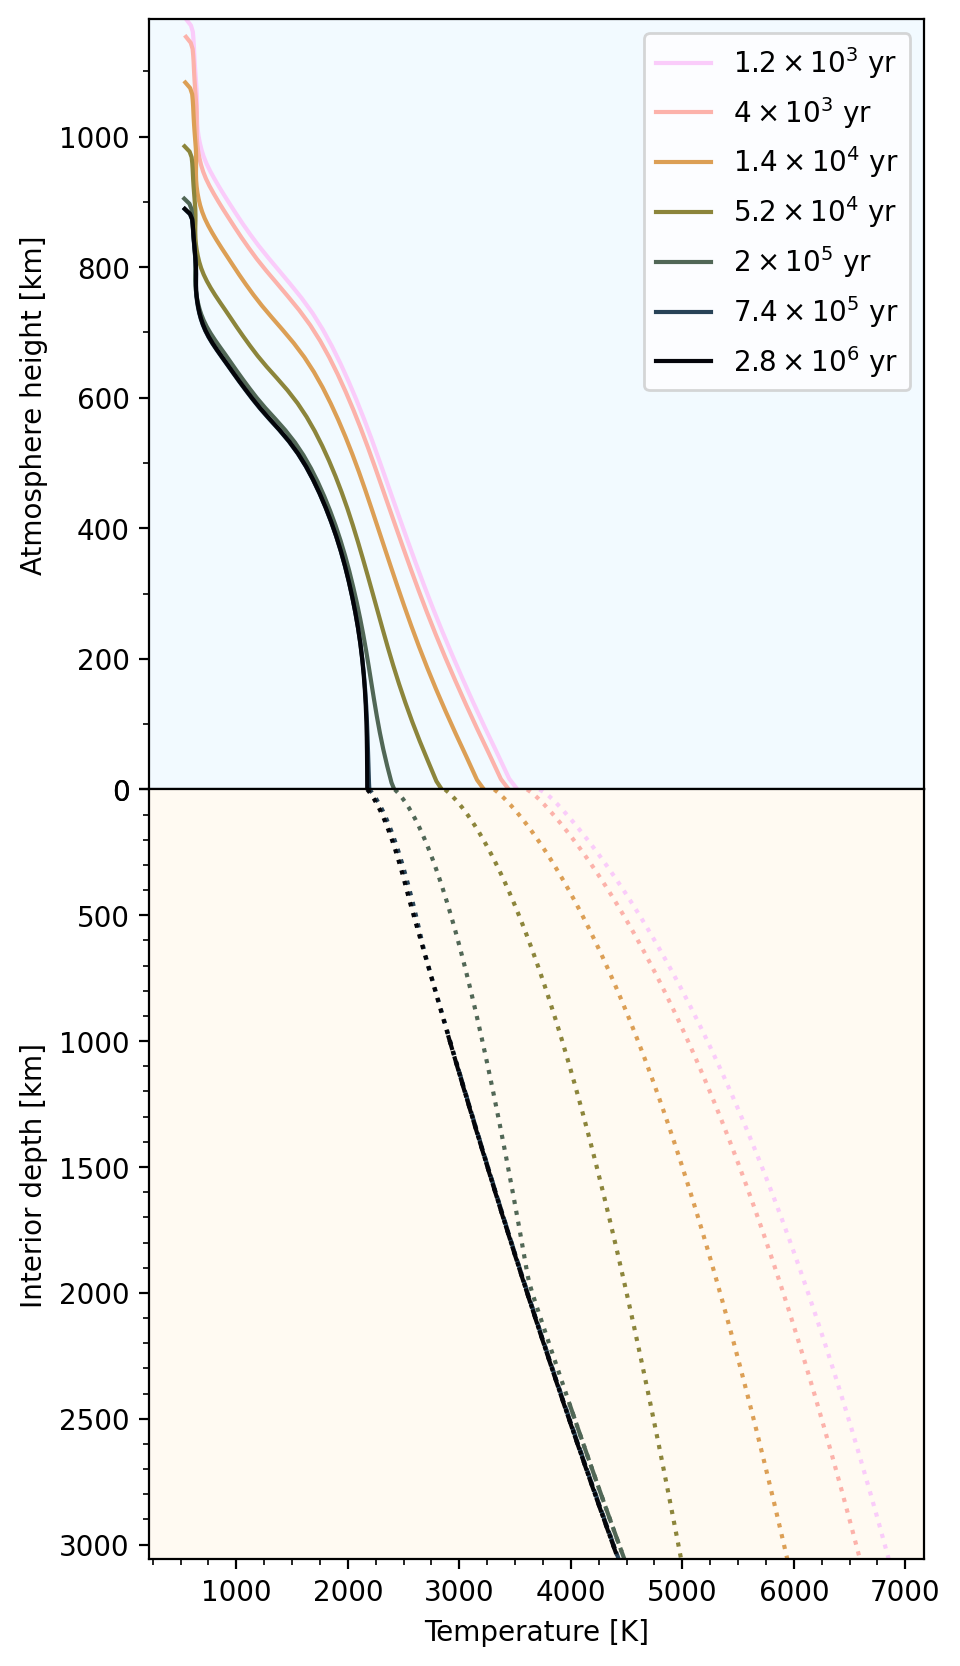 1.2 × 10³ yr
4 × 10³ yr
1.4 × 10⁴ yr
5.2 × 10⁴ yr
2 × 10⁵ yr
7.4 × 10⁵ yr
2.8 × 10⁶ yr
Atmosphere height [km]
1000
800
600
400
200
0
Interior depth [km]
0
500
1000
1500
2000
2500
3000
1000 2000 3000 4000 5000 6000 7000
Temperature [K]